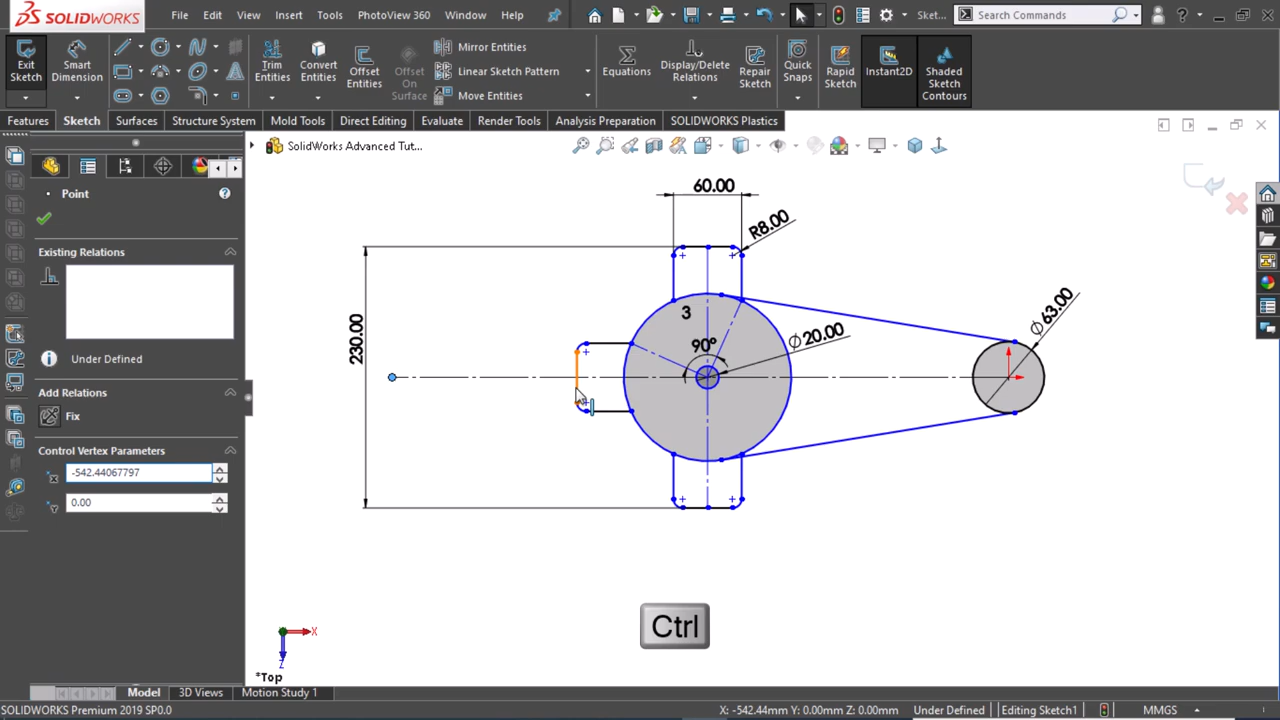 SOLIDWORKS
File Edit View Insert Tools PhotoView 360 Window Help
Sket...
Search Commands
?
Exit Sketch
Smart Dimension
Trim Entities
Convert Entities
Offset Entities
Offset On Surface
Mirror Entities
Linear Sketch Pattern
Move Entities
Equations
Display/Delete Relations
Repair Sketch
Quick Snaps
Rapid Sketch
Instant2D
Shaded Sketch Contours
Features Sketch Surfaces Structure System Mold Tools Direct Editing Evaluate Render Tools Analysis Preparation SOLIDWORKS Plastics
SolidWorks Advanced Tut...
Point
Existing Relations
Under Defined
Add Relations
Fix
Control Vertex Parameters
-542.44067797
0.00
60.00
R8.00
230.00
3
90°
Ø20.00
Ø63.00
Ctrl
X
Z
*Top
Model 3D Views Motion Study 1
SOLIDWORKS Premium 2019 SP0.0
X: -542.44mm Y: 0.00mm Z: 0.00mm Under Defined Editing Sketch1 MMGS